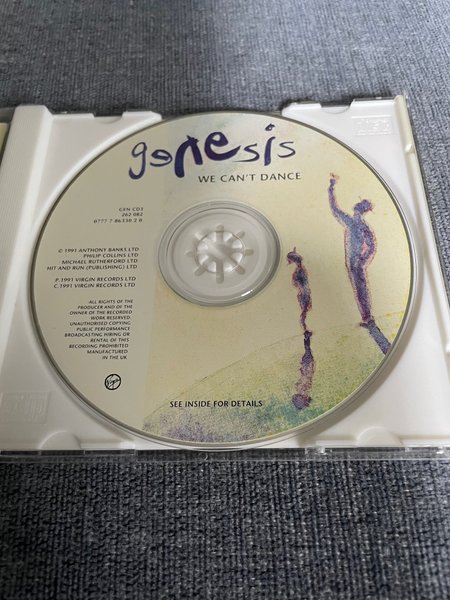 genesis
WE CAN'T DANCE
GEN CD3
262 082
0777 7 86338 2 8
© 1991 ANTHONY BANKS LTD
PHILIP COLLINS LTD
MICHAEL RUTHERFORD LTD
HIT AND RUN (PUBLISHING) LTD
P.1991 VIRGIN RECORDS LTD
C.1991 VIRGIN RECORDS LTD
ALL RIGHTS OF THE
PRODUCER AND OF THE
OWNER OF THE RECORDED
WORK RESERVED.
UNAUTHORISED COPYING
PUBLIC PERFORMANCE
BROADCASTING HIRING OR
RENTAL OF THIS
RECORDING PROHIBITED
MANUFACTURED
IN THE UK
Virgin
SEE INSIDE FOR DETAILS